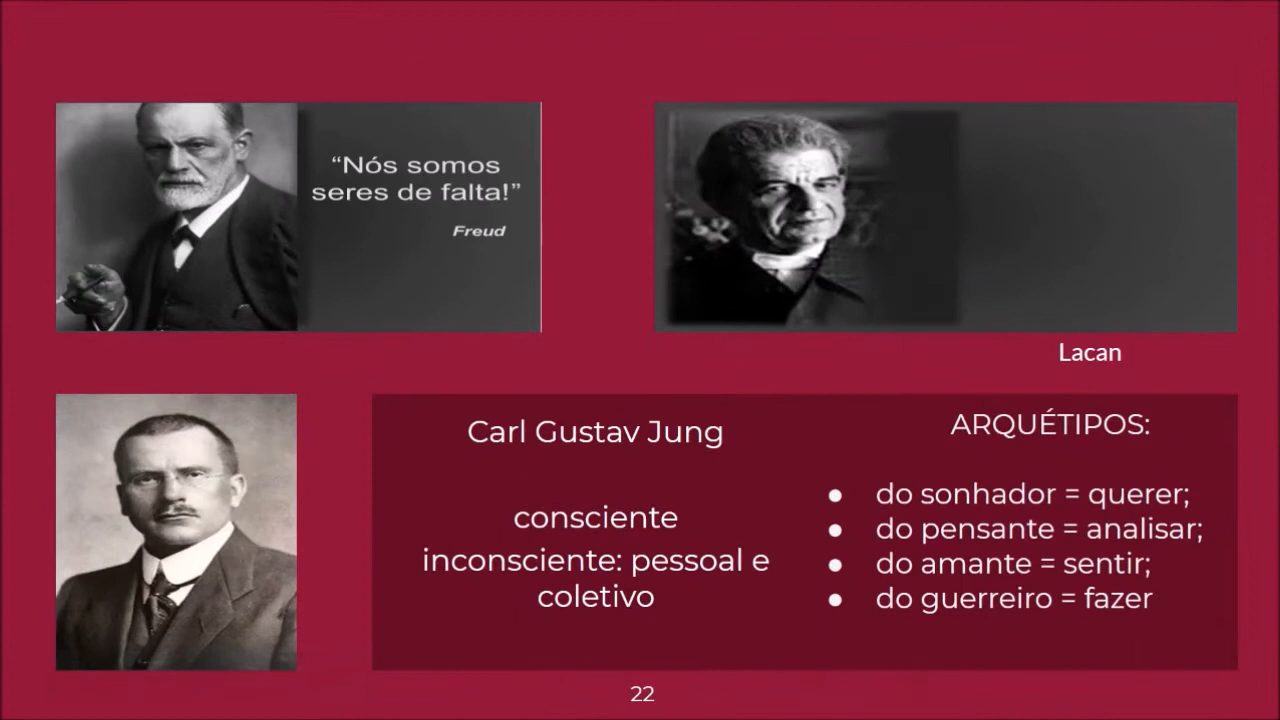 “Nós somos
seres de falta!”
Freud
Lacan
Carl Gustav Jung
consciente
inconsciente: pessoal e
coletivo
ARQUÉTIPOS:
● do sonhador = querer;
● do pensante = analisar;
● do amante = sentir;
● do guerreiro = fazer
22